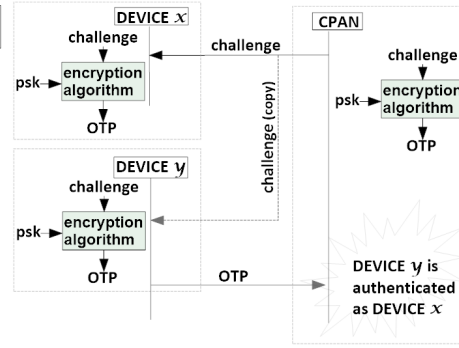 DEVICE x
challenge
psk
encryption
algorithm
OTP
challenge
challenge (copy)
CPAN
challenge
psk
encryption
algorithm
OTP
DEVICE y
challenge
psk
encryption
algorithm
OTP
OTP
DEVICE y is
authenticated
as DEVICE x